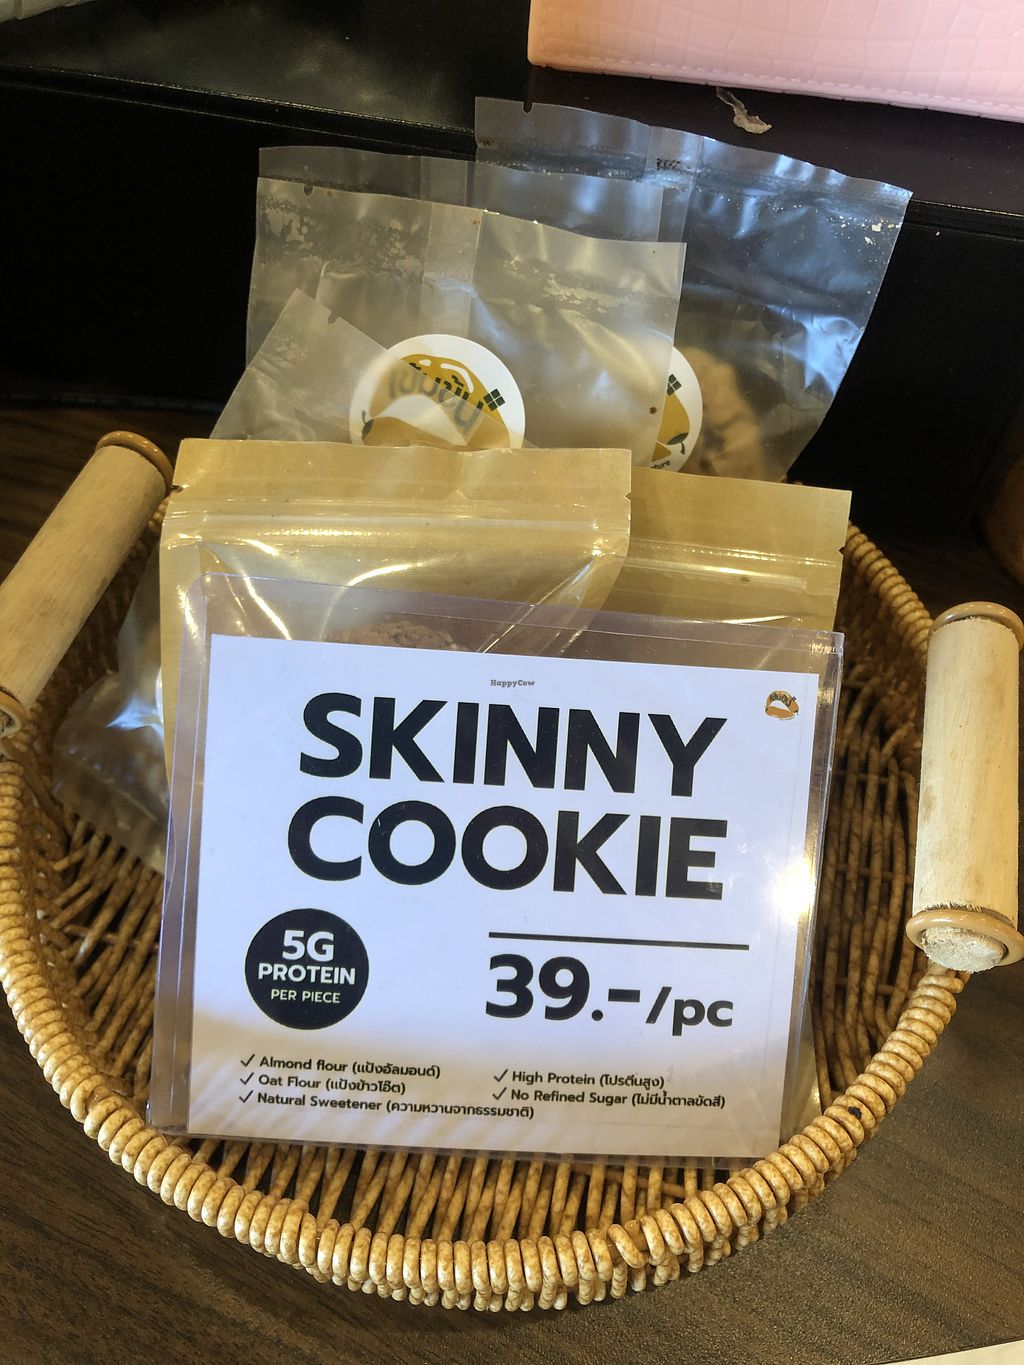 HappyCow
SKINNY
COOKIE
5G
PROTEIN
PER PIECE
39.-/pc
✓ Almond flour (แป้งอัลมอนด์)
✓ Oat Flour (แป้งข้าวโอ๊ต)
✓ Natural Sweetener (ความหวานจากธรรมชาติ)
✓ High Protein (โปรตีนสูง)
✓ No Refined Sugar (ไม่มีน้ำตาลขัดสี)